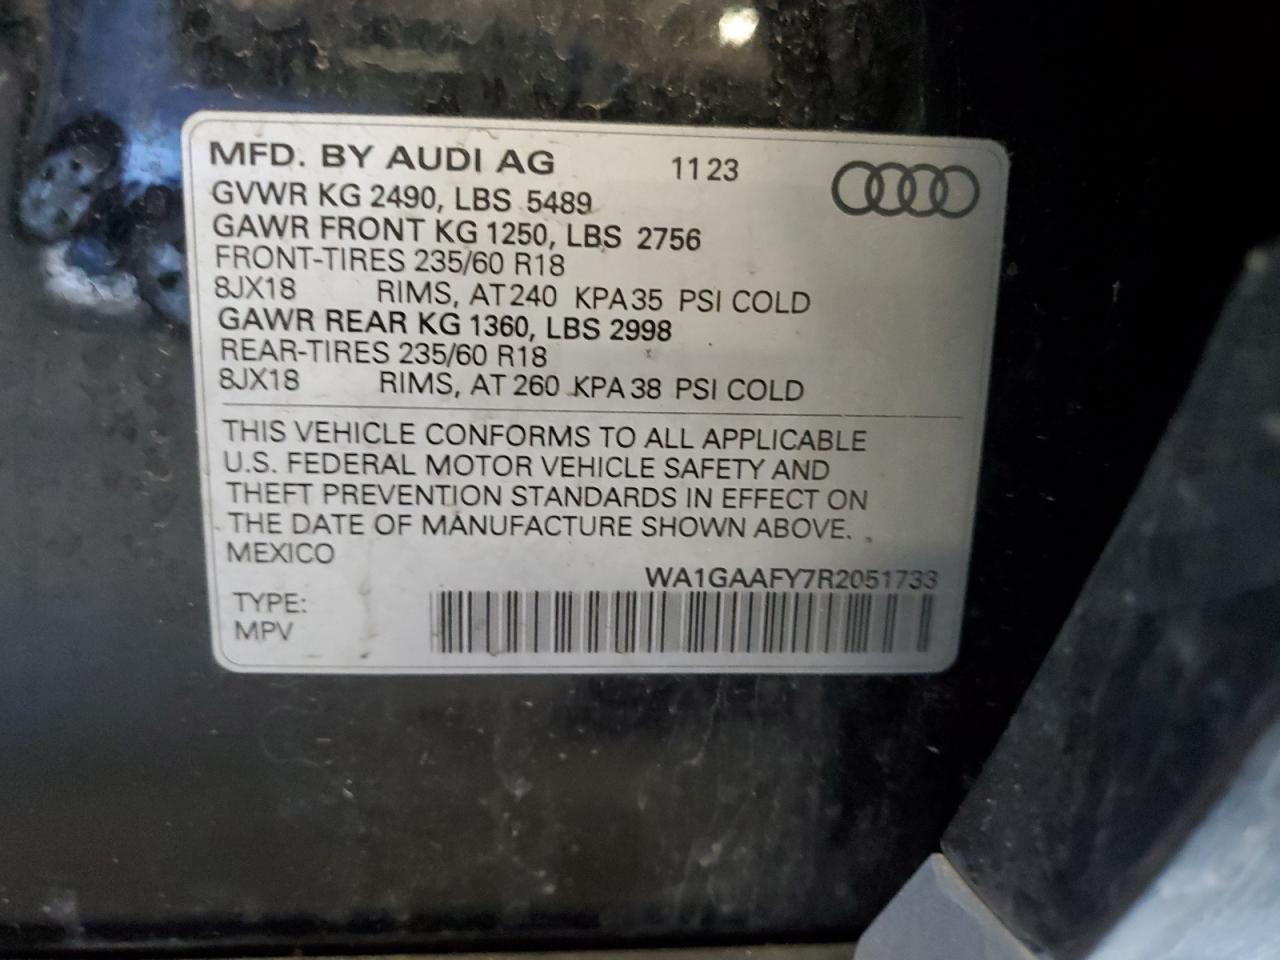 MFD. BY AUDI AG 11 23
GVWR KG 2490, LBS 5489
GAWR FRONT KG 1250, LBS 2756
FRONT-TIRES 235/60 R18
8JX18 RIMS, AT 240 KPA 35 PSI COLD
GAWR REAR KG 1360, LBS 2998
REAR-TIRES 235/60 R18
8JX18 RIMS, AT 260 KPA 38 PSI COLD
THIS VEHICLE CONFORMS TO ALL APPLICABLE
U.S. FEDERAL MOTOR VEHICLE SAFETY AND
THEFT PREVENTION STANDARDS IN EFFECT ON
THE DATE OF MANUFACTURE SHOWN ABOVE.
MEXICO
WA1GAAFY7R2051733
TYPE:
MPV